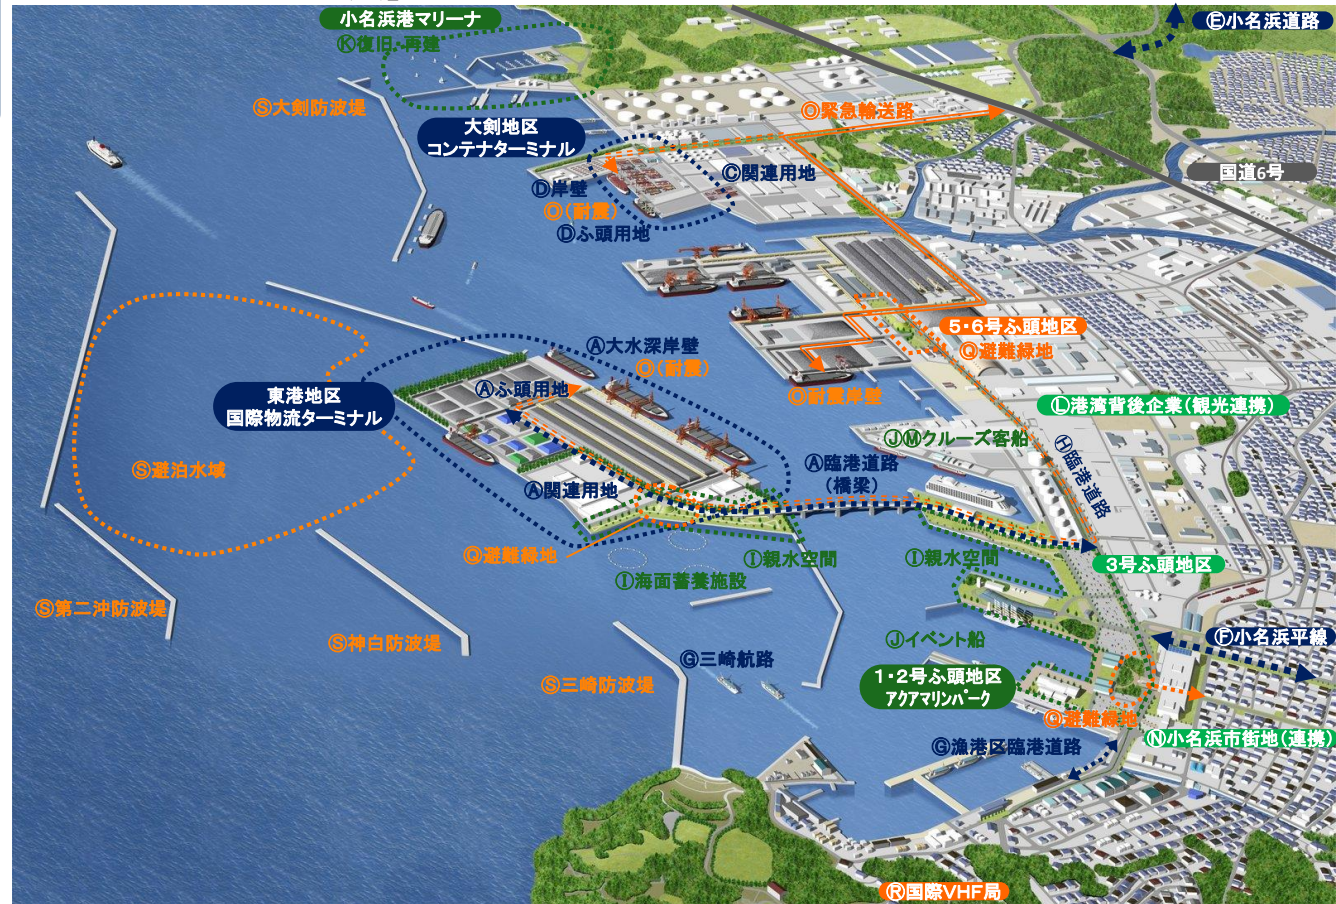 小名浜港マリーナ
Ⓚ復旧・再建
Ⓔ小名浜道路
Ⓢ大剣防波堤
Ⓞ緊急輸送路
大剣地区
コンテナターミナル
国道6号
Ⓒ関連用地
Ⓓ岸壁
Ⓞ(耐震)
Ⓓふ頭用地
5・6号ふ頭地区
Ⓠ避難緑地
Ⓐ大水深岸壁
Ⓞ(耐震)
Ⓐふ頭用地
Ⓞ耐震岸壁
東港地区
国際物流ターミナル
Ⓛ港湾背後企業(観光連携)
ⒿⓂクルーズ客船
Ⓗ臨港道路
Ⓢ避泊水域
Ⓐ臨港道路
(橋梁)
Ⓐ関連用地
Ⓠ避難緑地
Ⓘ親水空間
Ⓘ親水空間
3号ふ頭地区
Ⓘ海面蓄養施設
Ⓢ第二沖防波堤
Ⓢ神白防波堤
Ⓙイベント船
Ⓕ小名浜平線
Ⓖ三崎航路
Ⓢ三崎防波堤
1・2号ふ頭地区
アクアマリンパーク
Ⓠ避難緑地
Ⓝ小名浜市街地(連携)
Ⓖ漁港区臨港道路
Ⓡ国際VHF局